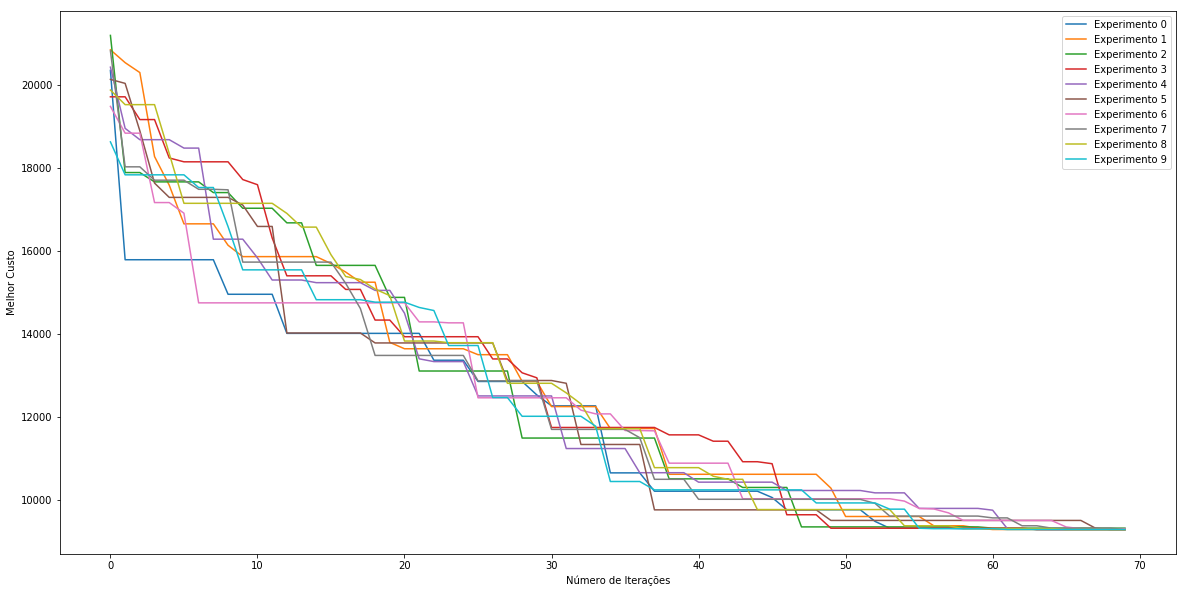 Experimento 0
Experimento 1
Experimento 2
Experimento 3
Experimento 4
Experimento 5
Experimento 6
Experimento 7
Experimento 8
Experimento 9
20000
18000
16000
14000
12000
10000
Melhor Custo
0 10 20 30 40 50 60 70
Número de Iterações